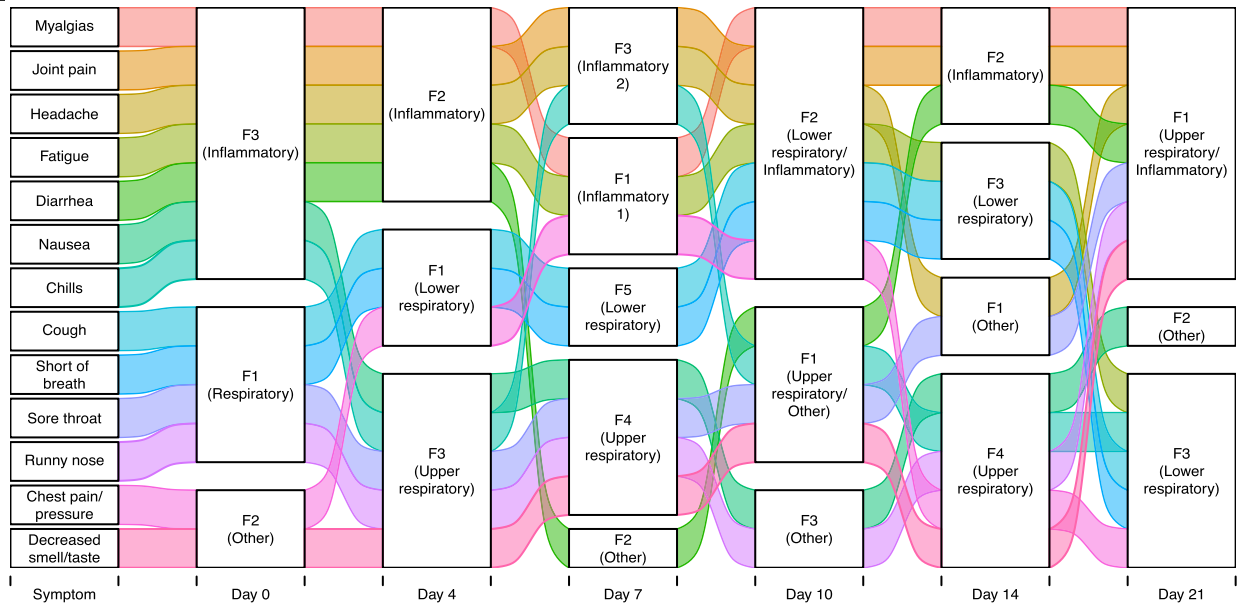 Myalgias
Joint pain
Headache
Fatigue
Diarrhea
Nausea
Chills
Cough
Short of
breath
Sore throat
Runny nose
Chest pain/
pressure
Decreased
smell/taste
Symptom
F3
(Inflammatory)
F1
(Respiratory)
F2
(Other)
Day 0
F2
(Inflammatory)
F1
(Lower
respiratory)
F3
(Upper
respiratory)
Day 4
F3
(Inflammatory
2)
F1
(Inflammatory
1)
F5
(Lower
respiratory)
F4
(Upper
respiratory)
F2
(Other)
Day 7
F2
(Lower
respiratory/
Inflammatory)
F1
(Upper
respiratory/
Other)
F3
(Other)
Day 10
F2
(Inflammatory)
F3
(Lower
respiratory)
F1
(Other)
F4
(Upper
respiratory)
Day 14
F1
(Upper
respiratory/
Inflammatory)
F2
(Other)
F3
(Lower
respiratory)
Day 21